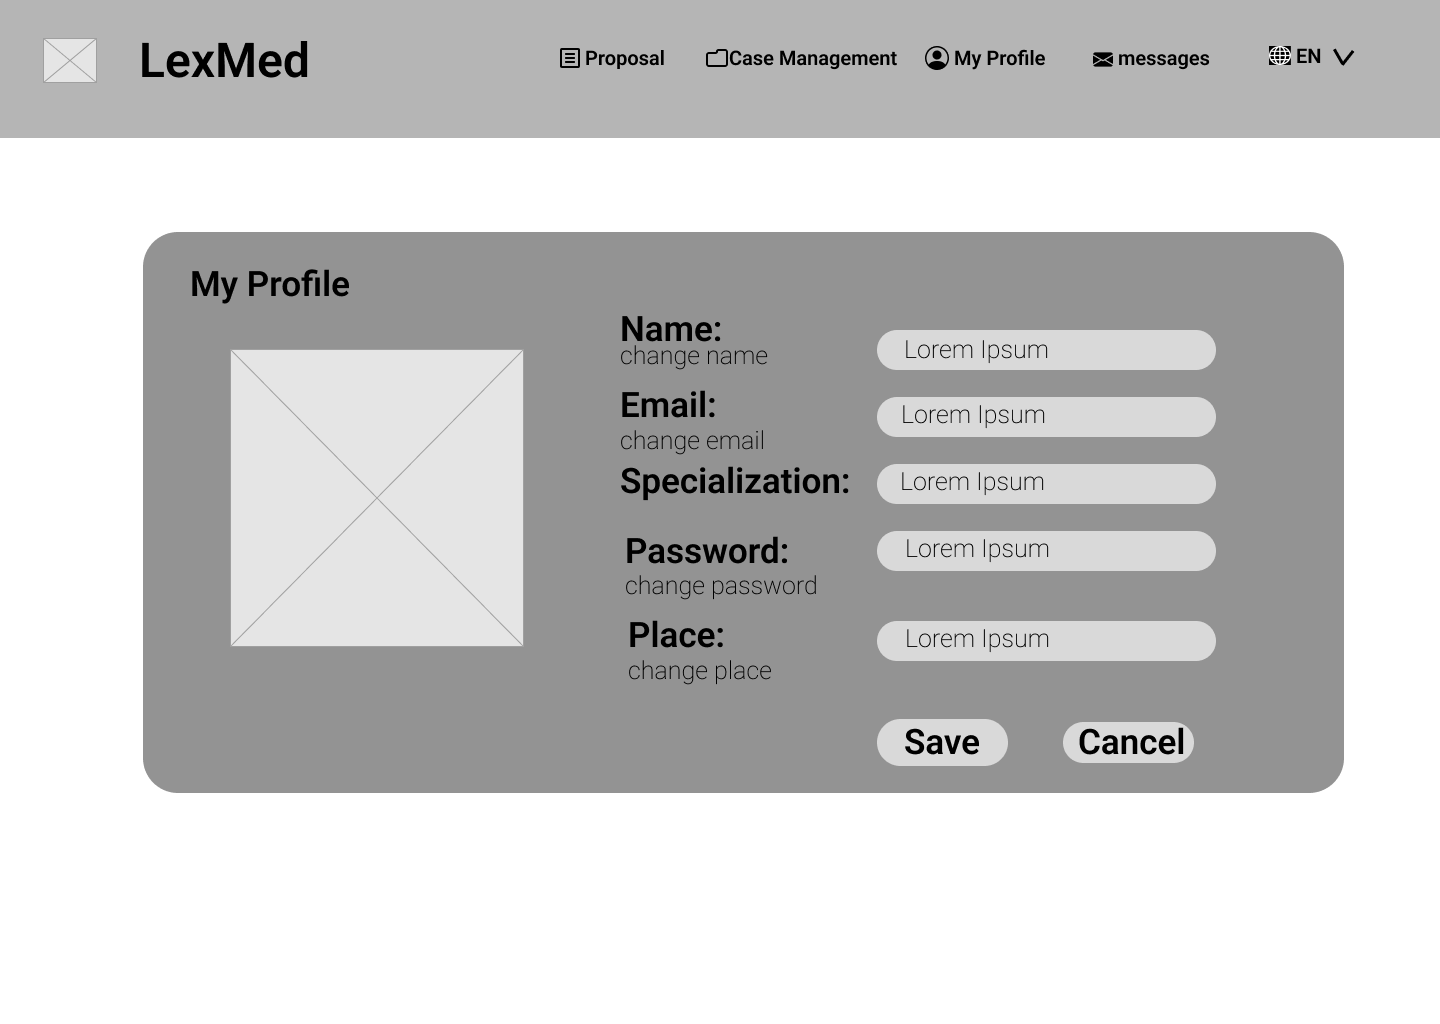 LexMed
Proposal
Case Management
My Profile
messages
EN
My Profile
Name:
change name
Lorem Ipsum
Email:
change email
Lorem Ipsum
Specialization:
Lorem Ipsum
Password:
change password
Lorem Ipsum
Place:
change place
Lorem Ipsum
Save
Cancel